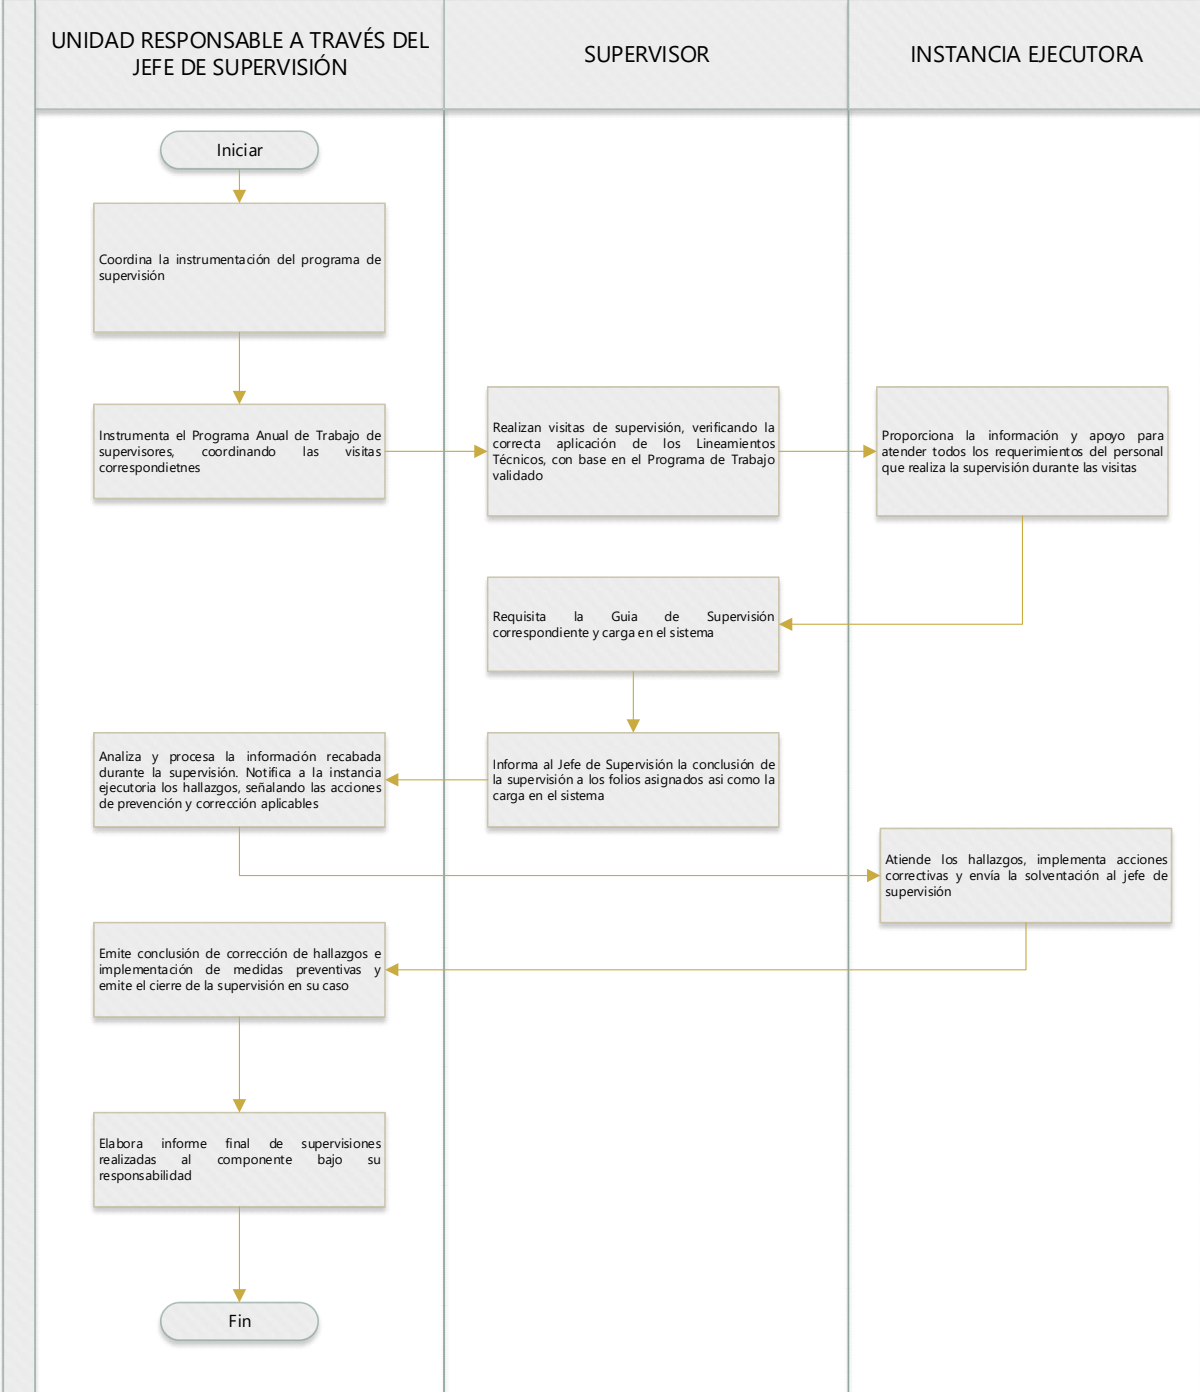 UNIDAD RESPONSABLE A TRAVÉS DEL
JEFE DE SUPERVISIÓN
SUPERVISOR
INSTANCIA EJECUTORA
Iniciar
Coordina la instrumentación del programa de
supervisión
Instrumenta el Programa Anual de Trabajo de
supervisores, coordinando las visitas
correspondietnes
Realizan visitas de supervisión, verificando la
correcta aplicación de los Lineamientos
Técnicos, con base en el Programa de Trabajo
validado
Proporciona la información y apoyo para
atender todos los requerimientos del personal
que realiza la supervisión durante las visitas
Requisita la Guia de Supervisión
correspondiente y carga en el sistema
Informa al Jefe de Supervisión la conclusión de
la supervisión a los folios asignados asi como la
carga en el sistema
Analiza y procesa la información recabada
durante la supervisión. Notifica a la instancia
ejecutoria los hallazgos, señalando las acciones
de prevención y corrección aplicables
Atiende los hallazgos, implementa acciones
correctivas y envía la solventación al jefe de
supervisión
Emite conclusión de corrección de hallazgos e
implementación de medidas preventivas y
emite el cierre de la supervisión en su caso
Elabora informe final de supervisiones
realizadas al componente bajo su
responsabilidad
Fin